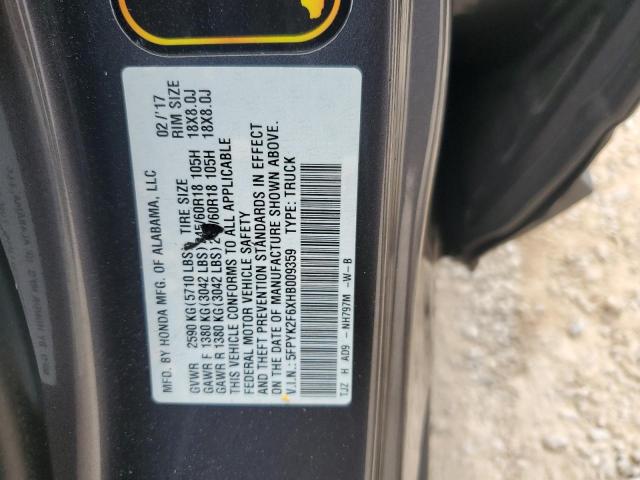 MFD. BY HONDA MFG. OF ALABAMA, LLC 02/'17
GVWR 2590 KG(5710 LBS) TIRE SIZE RIM SIZE
GAWR F 1380 KG(3042 LBS) /60R18 105H 18X8.0J
GAWR R 1380 KG(3042 LBS) /60R18 105H 18X8.0J
THIS VEHICLE CONFORMS TO ALL APPLICABLE
FEDERAL MOTOR VEHICLE SAFETY
AND THEFT PREVENTION STANDARDS IN EFFECT
ON THE DATE OF MANUFACTURE SHOWN ABOVE.
V.I.N.: 5FPYK2F6XHB009359 TYPE: TRUCK
TJZ H AD9 - NH797M -W-B